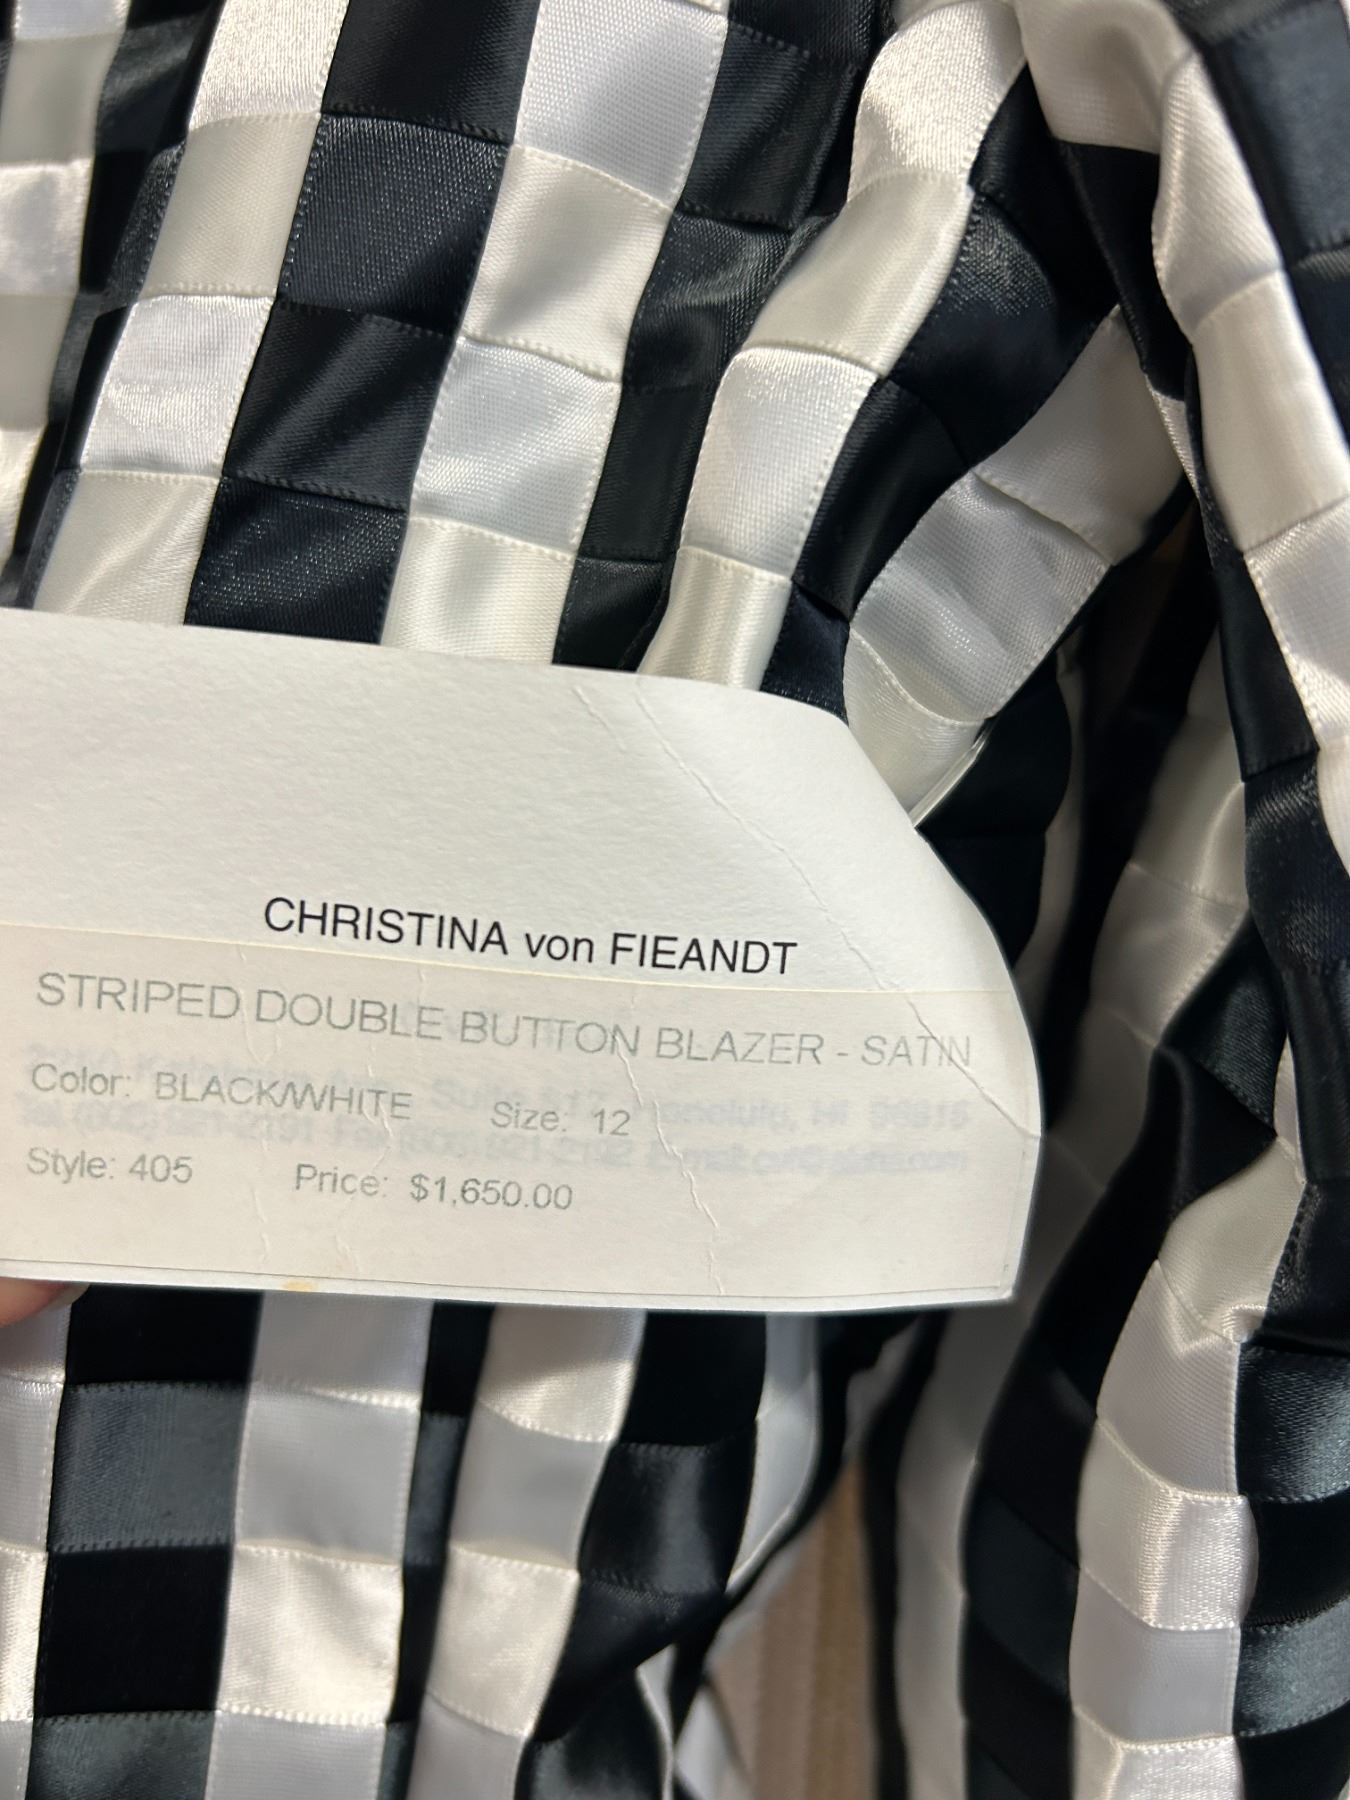 CHRISTINA von FIEANDT
STRIPED DOUBLE BUTTON BLAZER - SATIN
Color: BLACK/WHITE Size: 12
Style: 405 Price: $1,650.00